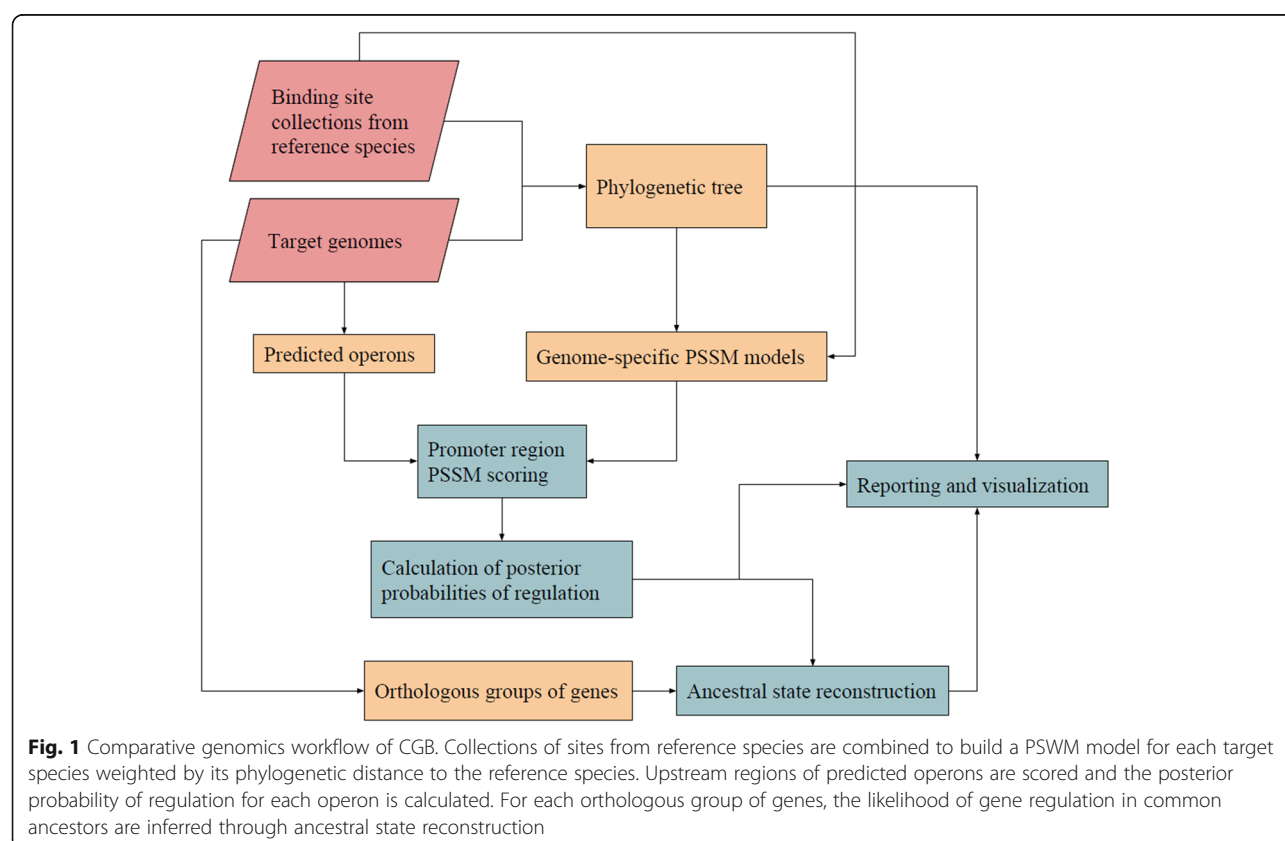 Binding site
collections from
reference species
Phylogenetic tree
Target genomes
Predicted operons
Genome-specific PSSM models
Promoter region
PSSM scoring
Reporting and visualization
Calculation of posterior
probabilities of regulation
Orthologous groups of genes
Ancestral state reconstruction
Fig. 1 Comparative genomics workflow of CGB. Collections of sites from reference species are combined to build a PSWM model for each target
species weighted by its phylogenetic distance to the reference species. Upstream regions of predicted operons are scored and the posterior
probability of regulation for each operon is calculated. For each orthologous group of genes, the likelihood of gene regulation in common
ancestors are inferred through ancestral state reconstruction